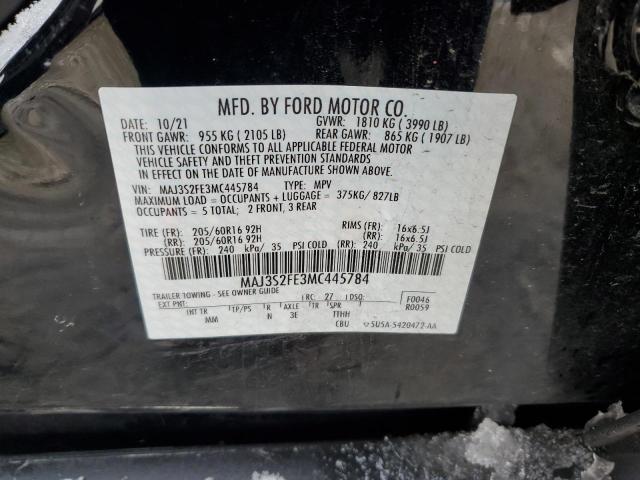 MFD. BY FORD MOTOR CO.
DATE: 10/21 GVWR: 1810 KG ( 3990 LB)
FRONT GAWR: 955 KG ( 2105 LB) REAR GAWR: 865 KG ( 1907 LB)
THIS VEHICLE CONFORMS TO ALL APPLICABLE FEDERAL MOTOR
VEHICLE SAFETY AND THEFT PREVENTION STANDARDS
IN EFFECT ON THE DATE OF MANUFACTURE SHOWN ABOVE.
VIN: MAJ3S2FE3MC445784 TYPE: MPV
MAXIMUM LOAD = OCCUPANTS + LUGGAGE = 375KG/ 827LB
OCCUPANTS = 5 TOTAL; 2 FRONT, 3 REAR
TIRE (FR): 205/60R16 92H RIMS (FR): 16x6.5J
(RR): 205/60R16 92H (RR): 16x6.5J
PRESSURE (FR): 240 kPa/ 35 PSI COLD (RR): 240 kPa/ 35 PSI COLD
MAJ3S2FE3MC445784
TRAILER TOWING - SEE OWNER GUIDE RC: 27 DSO: F0046
EXT PNT: R0059
INT TR TP/PS R AXLE TR SPR
MM N 3E TTHH
CBU 5U5A-5420472-AA